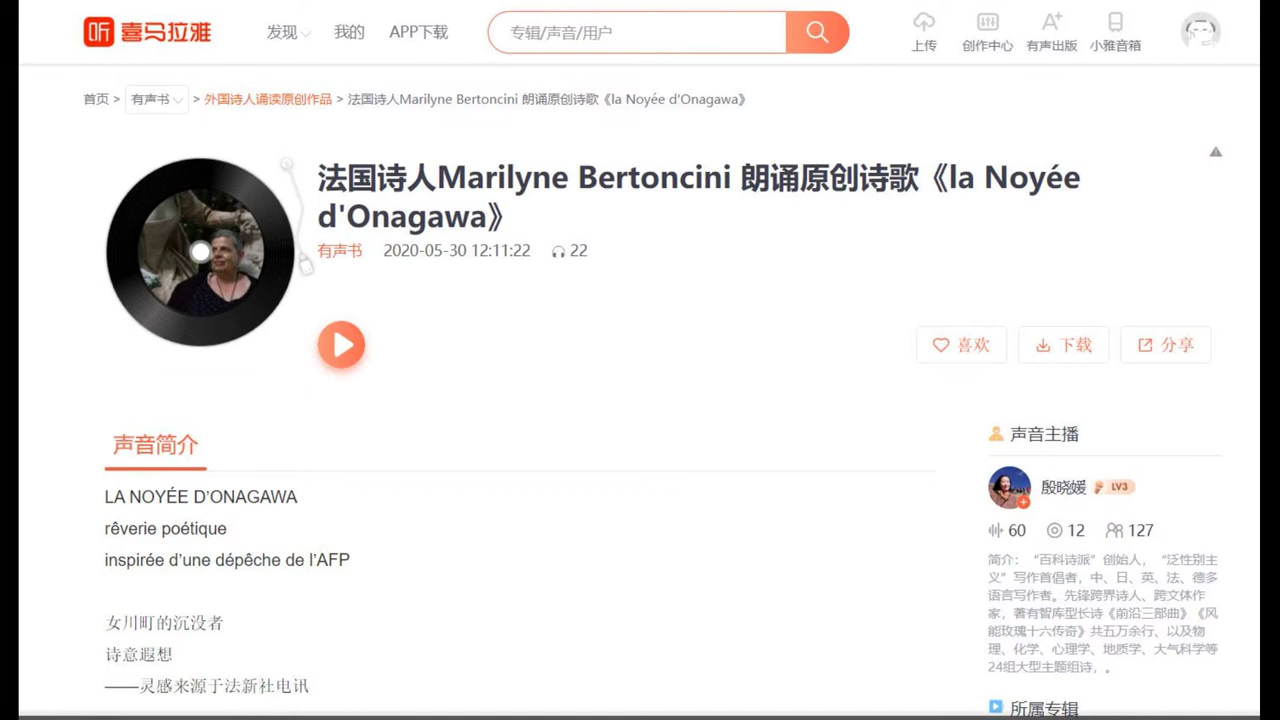 听 喜马拉雅 发现 我的 APP下载 专辑/声音/用户 上传 创作中心 有声出版 小雅音箱
首页 > 有声书 > 外国诗人诵读原创作品 > 法国诗人Marilyne Bertoncini 朗诵原创诗歌《la Noyée d'Onagawa》
法国诗人Marilyne Bertoncini 朗诵原创诗歌《la Noyée
d'Onagawa》
有声书 2020-05-30 12:11:22 22
喜欢 下载 分享
声音简介
LA NOYÉE D’ONAGAWA
rêverie poétique
inspirée d’une dépêche de l’AFP
女川町的沉没者
诗意遐想
——灵感来源于法新社电讯
声音主播
殷晓媛 LV3
60 12 127
简介： “百科诗派”创始人， “泛性别主
义”写作首倡者，中、日、英、法、德多
语言写作者。先锋跨界诗人、跨文体作
家，著有智库型长诗《前沿三部曲》《风
能玫瑰十六传奇》共五万余行、以及物
理、化学、心理学、地质学、大气科学等
24组大型主题组诗，。
所属专辑